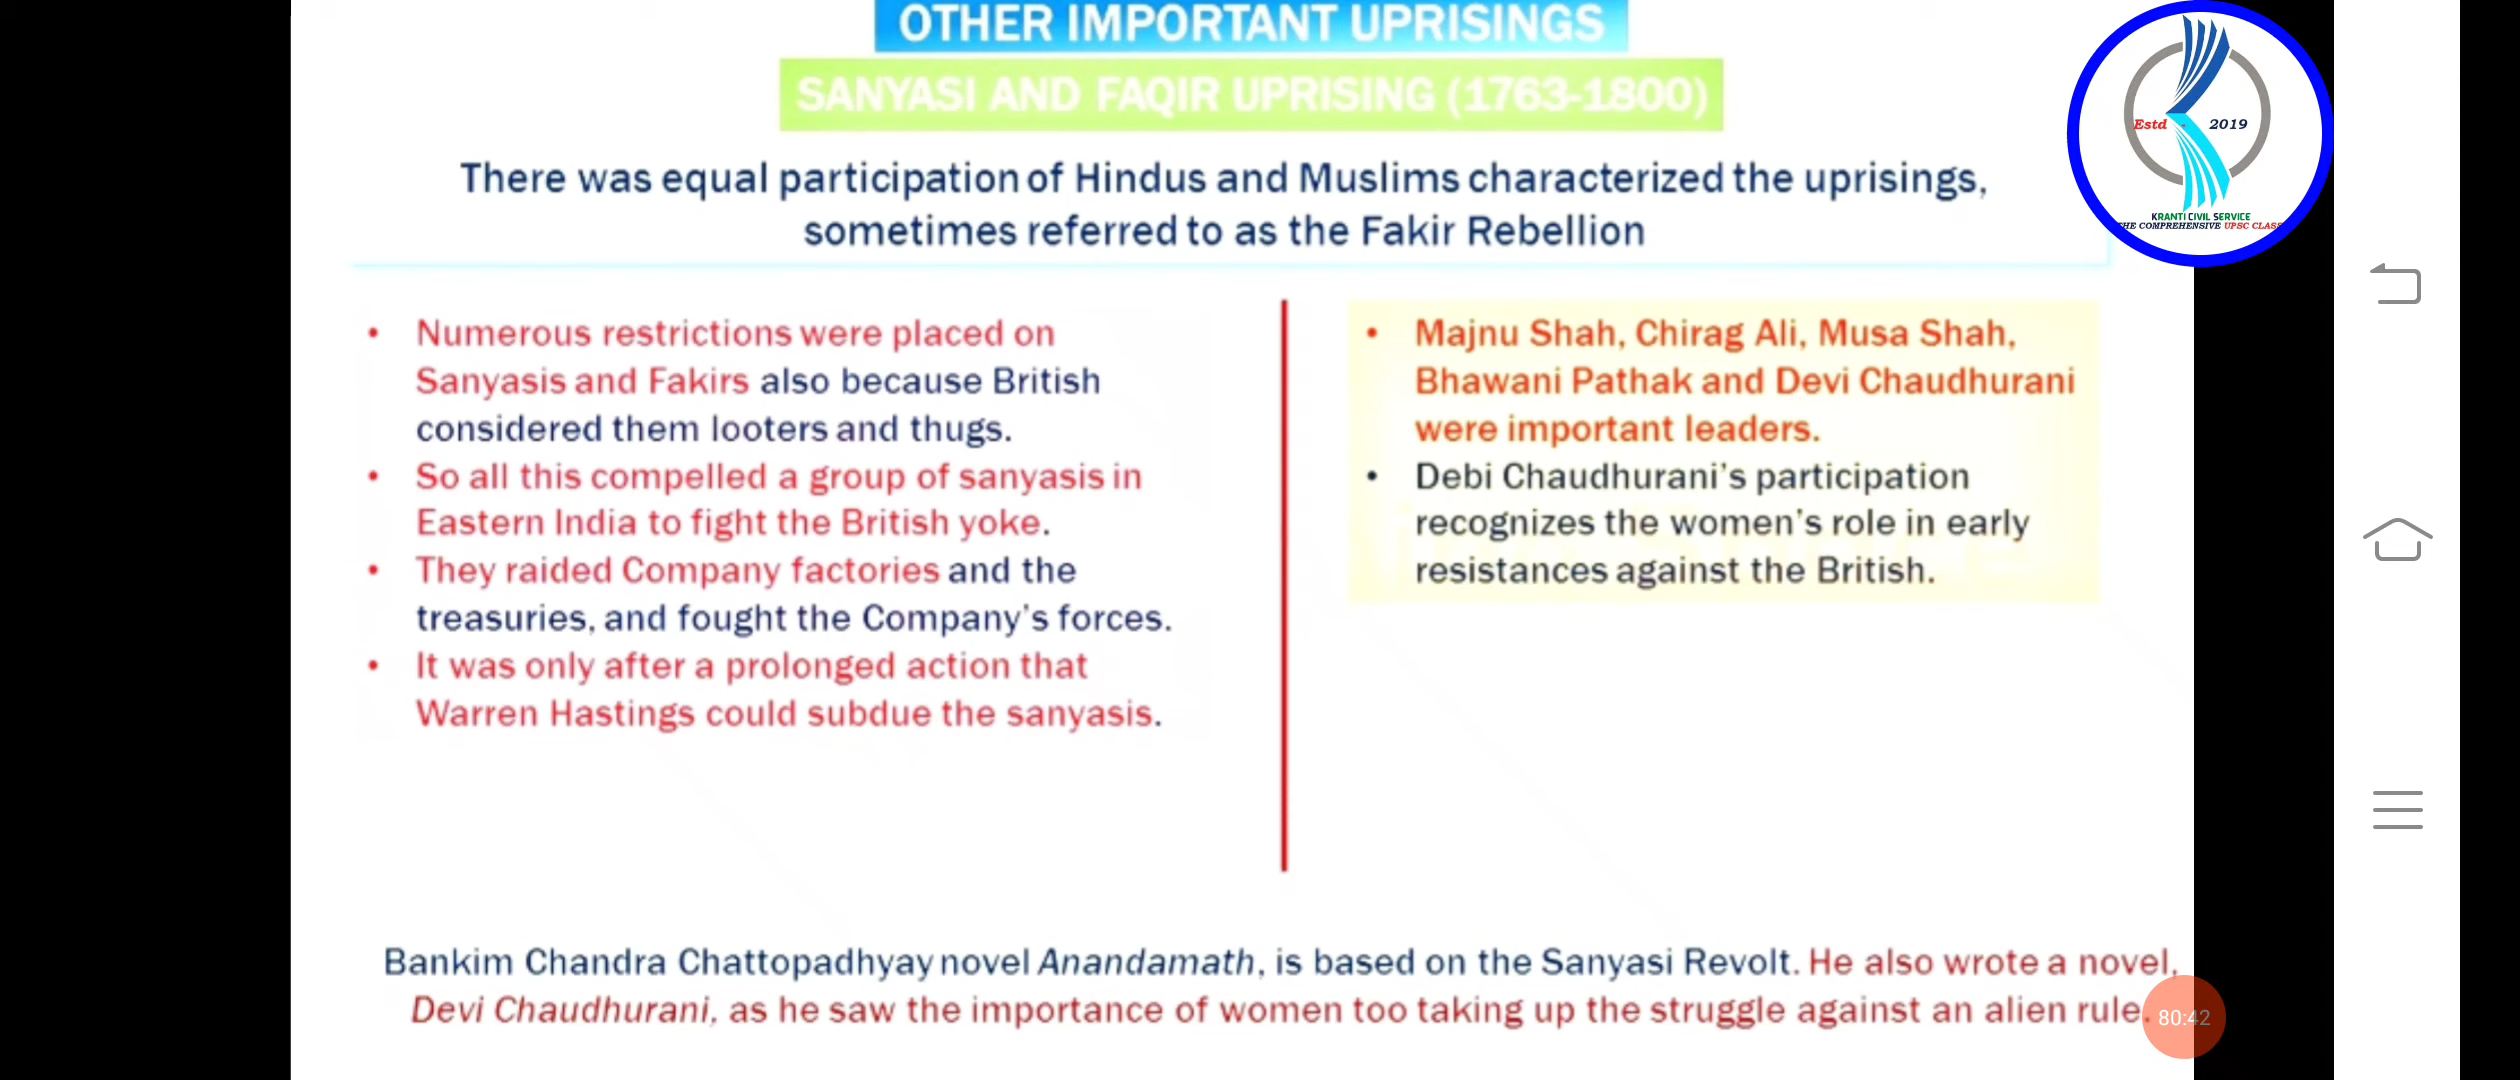 OTHER IMPORTANT UPRISINGS
SANYASI AND FAQIR UPRISING (1763-1800)
There was equal participation of Hindus and Muslims characterized the uprisings,
sometimes referred to as the Fakir Rebellion
• Numerous restrictions were placed on
Sanyasis and Fakirs also because British
considered them looters and thugs.
• So all this compelled a group of sanyasis in
Eastern India to fight the British yoke.
• They raided Company factories and the
treasuries, and fought the Company's forces.
• It was only after a prolonged action that
Warren Hastings could subdue the sanyasis.
• Majnu Shah, Chirag Ali, Musa Shah,
Bhawani Pathak and Devi Chaudhurani
were important leaders.
• Debi Chaudhurani's participation
recognizes the women's role in early
resistances against the British.
Bankim Chandra Chattopadhyay novel Anandamath, is based on the Sanyasi Revolt. He also wrote a novel,
Devi Chaudhurani, as he saw the importance of women too taking up the struggle against an alien rule.
Estd - 2019
KRANTI CIVIL SERVICE
THE COMPREHENSIVE UPSC CLASS
80:42